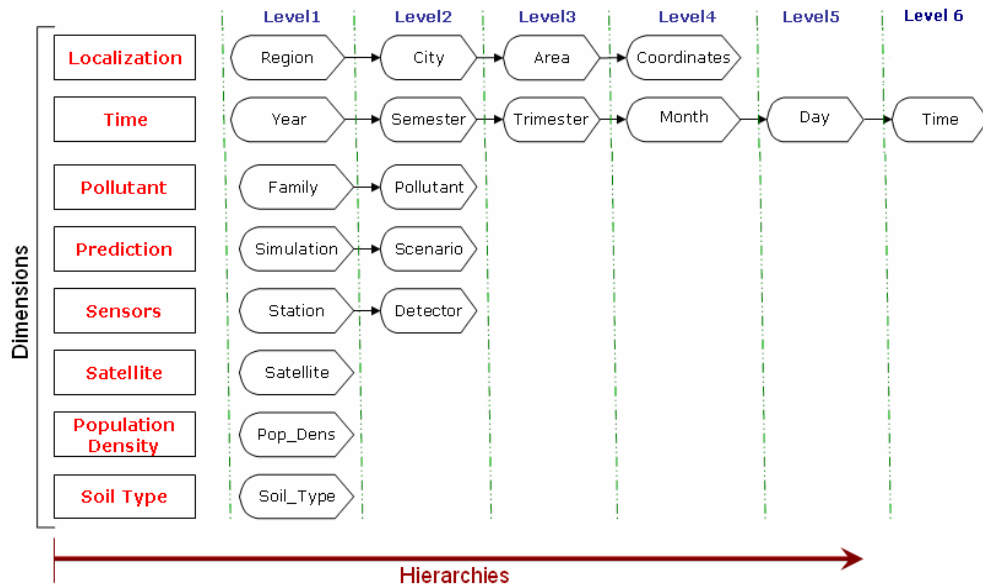 Level1 Level2 Level3 Level4 Level5 Level 6
Localization Region City Area Coordinates
Time Year Semester Trimester Month Day Time
Pollutant Family Pollutant
Prediction Simulation Scenario
Sensors Station Detector
Satellite Satellite
Population
Density
Pop_Dens
Soil Type Soil_Type
Dimensions
Hierarchies